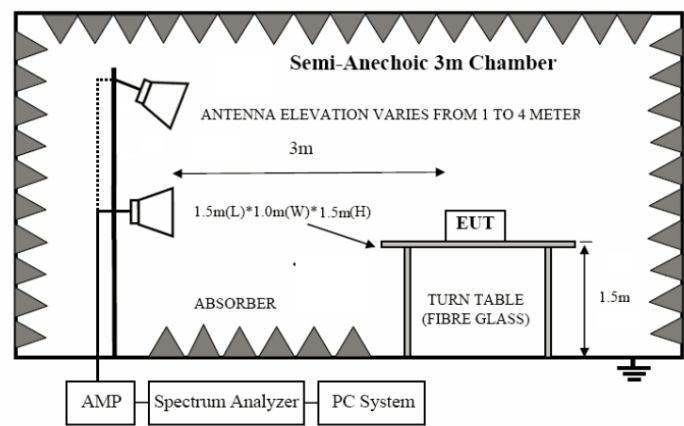 Semi-Anechoic 3m Chamber
ANTENNA ELEVATION VARIES FROM 1 TO 4 METER
3m
1.5m(L)*1.0m(W)*1.5m(H)
EUT
ABSORBER
TURN TABLE
(FIBRE GLASS)
1.5m
AMP
Spectrum Analyzer
PC System